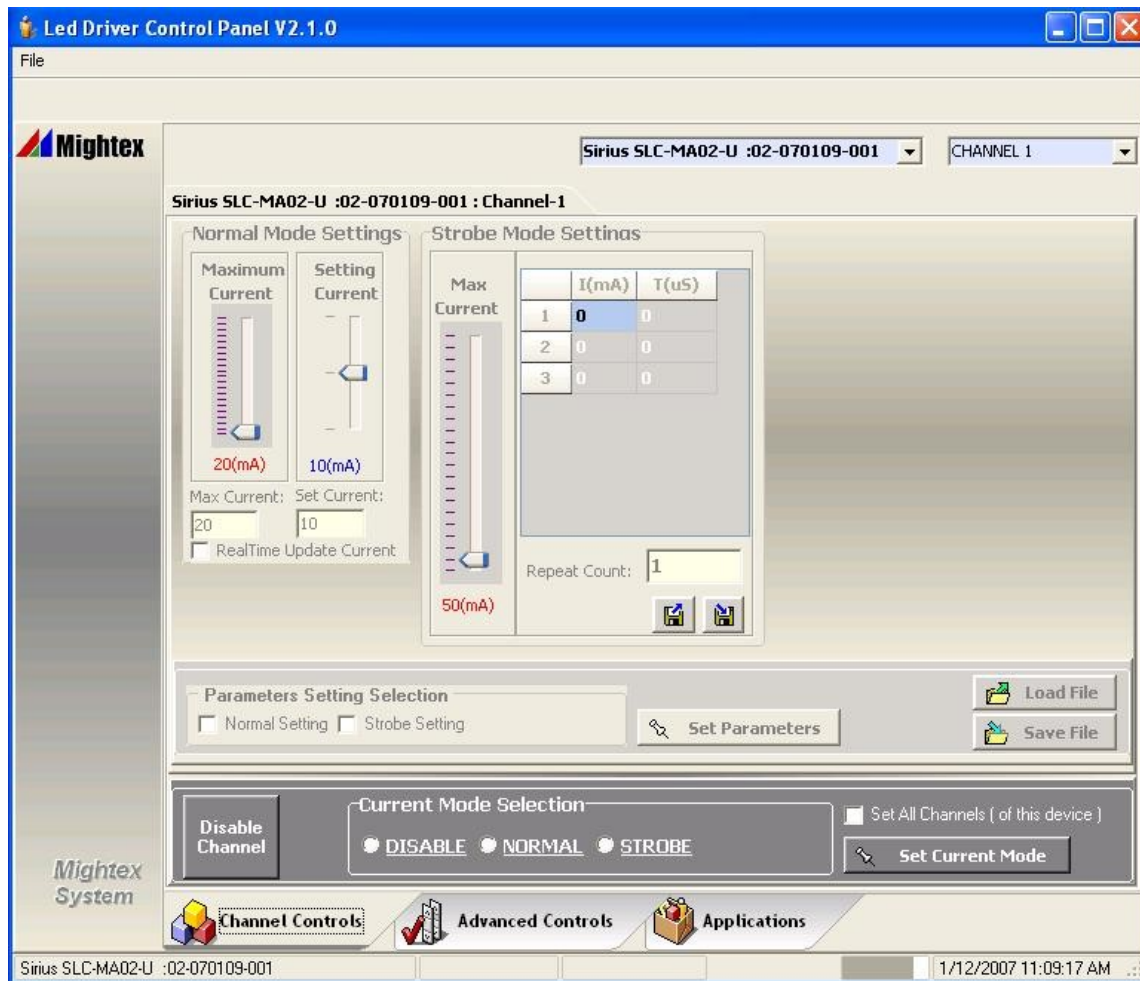 Led Driver Control Panel V2.1.0
File
Mightex
Sirius SLC-MA02-U :02-070109-001
CHANNEL 1
Sirius SLC-MA02-U :02-070109-001 : Channel-1
Normal Mode Settings
Maximum Current
Setting Current
20(mA)
10(mA)
Max Current:
Set Current:
20
10
RealTime Update Current
Strobe Mode Settings
Max Current
50(mA)
I(mA) T(uS)
1 0 0
2 0 0
3 0 0
Repeat Count: 1
Parameters Setting Selection
Normal Setting Strobe Setting
Set Parameters
Load File
Save File
Disable Channel
Current Mode Selection
DISABLE NORMAL STROBE
Set All Channels ( of this device )
Set Current Mode
Mightex System
Channel Controls
Advanced Controls
Applications
Sirius SLC-MA02-U :02-070109-001
1/12/2007 11:09:17 AM